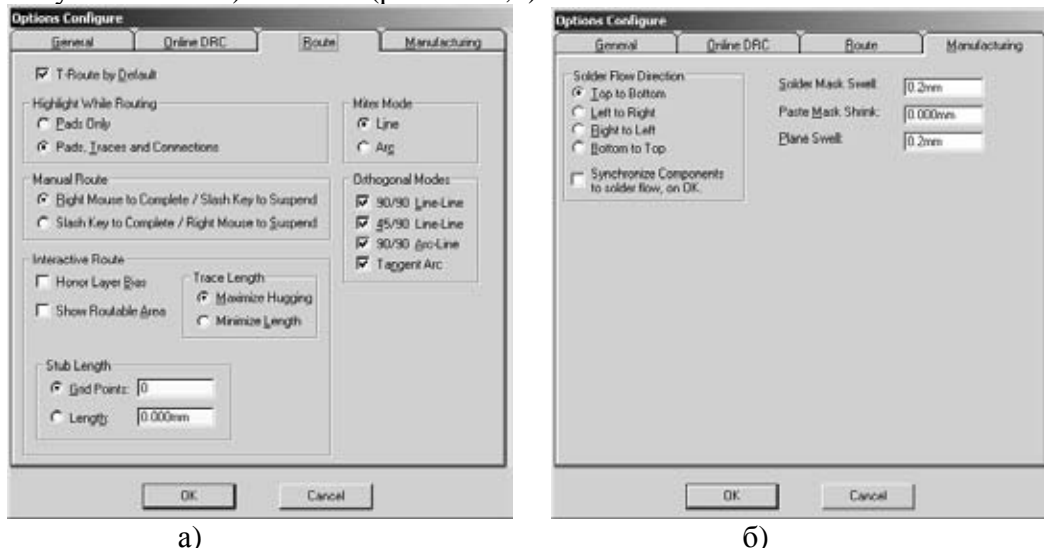 Options Configure
General Online DRC Route Manufacturing
T-Route by Default
Highlight While Routing
Pads Only
Pads, Traces and Connections
Miter Mode
Line
Arc
Manual Route
Right Mouse to Complete / Slash Key to Suspend
Slash Key to Complete / Right Mouse to Suspend
Orthogonal Modes
90/90 Line-Line
45/90 Line-Line
90/90 Arc-Line
Tangent Arc
Interactive Route
Honor Layer Bias
Show Routable Area
Trace Length
Maximize Hugging
Minimize Length
Stub Length
Grid Points: 0
Length: 0.000mm
OK Cancel
а)
Options Configure
General Online DRC Route Manufacturing
Solder Flow Direction
Top to Bottom
Left to Right
Right to Left
Bottom to Top
Synchronize Components
to solder flow, on OK.
Solder Mask Swell: 0.2mm
Paste Mask Shrink: 0.000mm
Plane Swell: 0.2mm
OK Cancel
б)